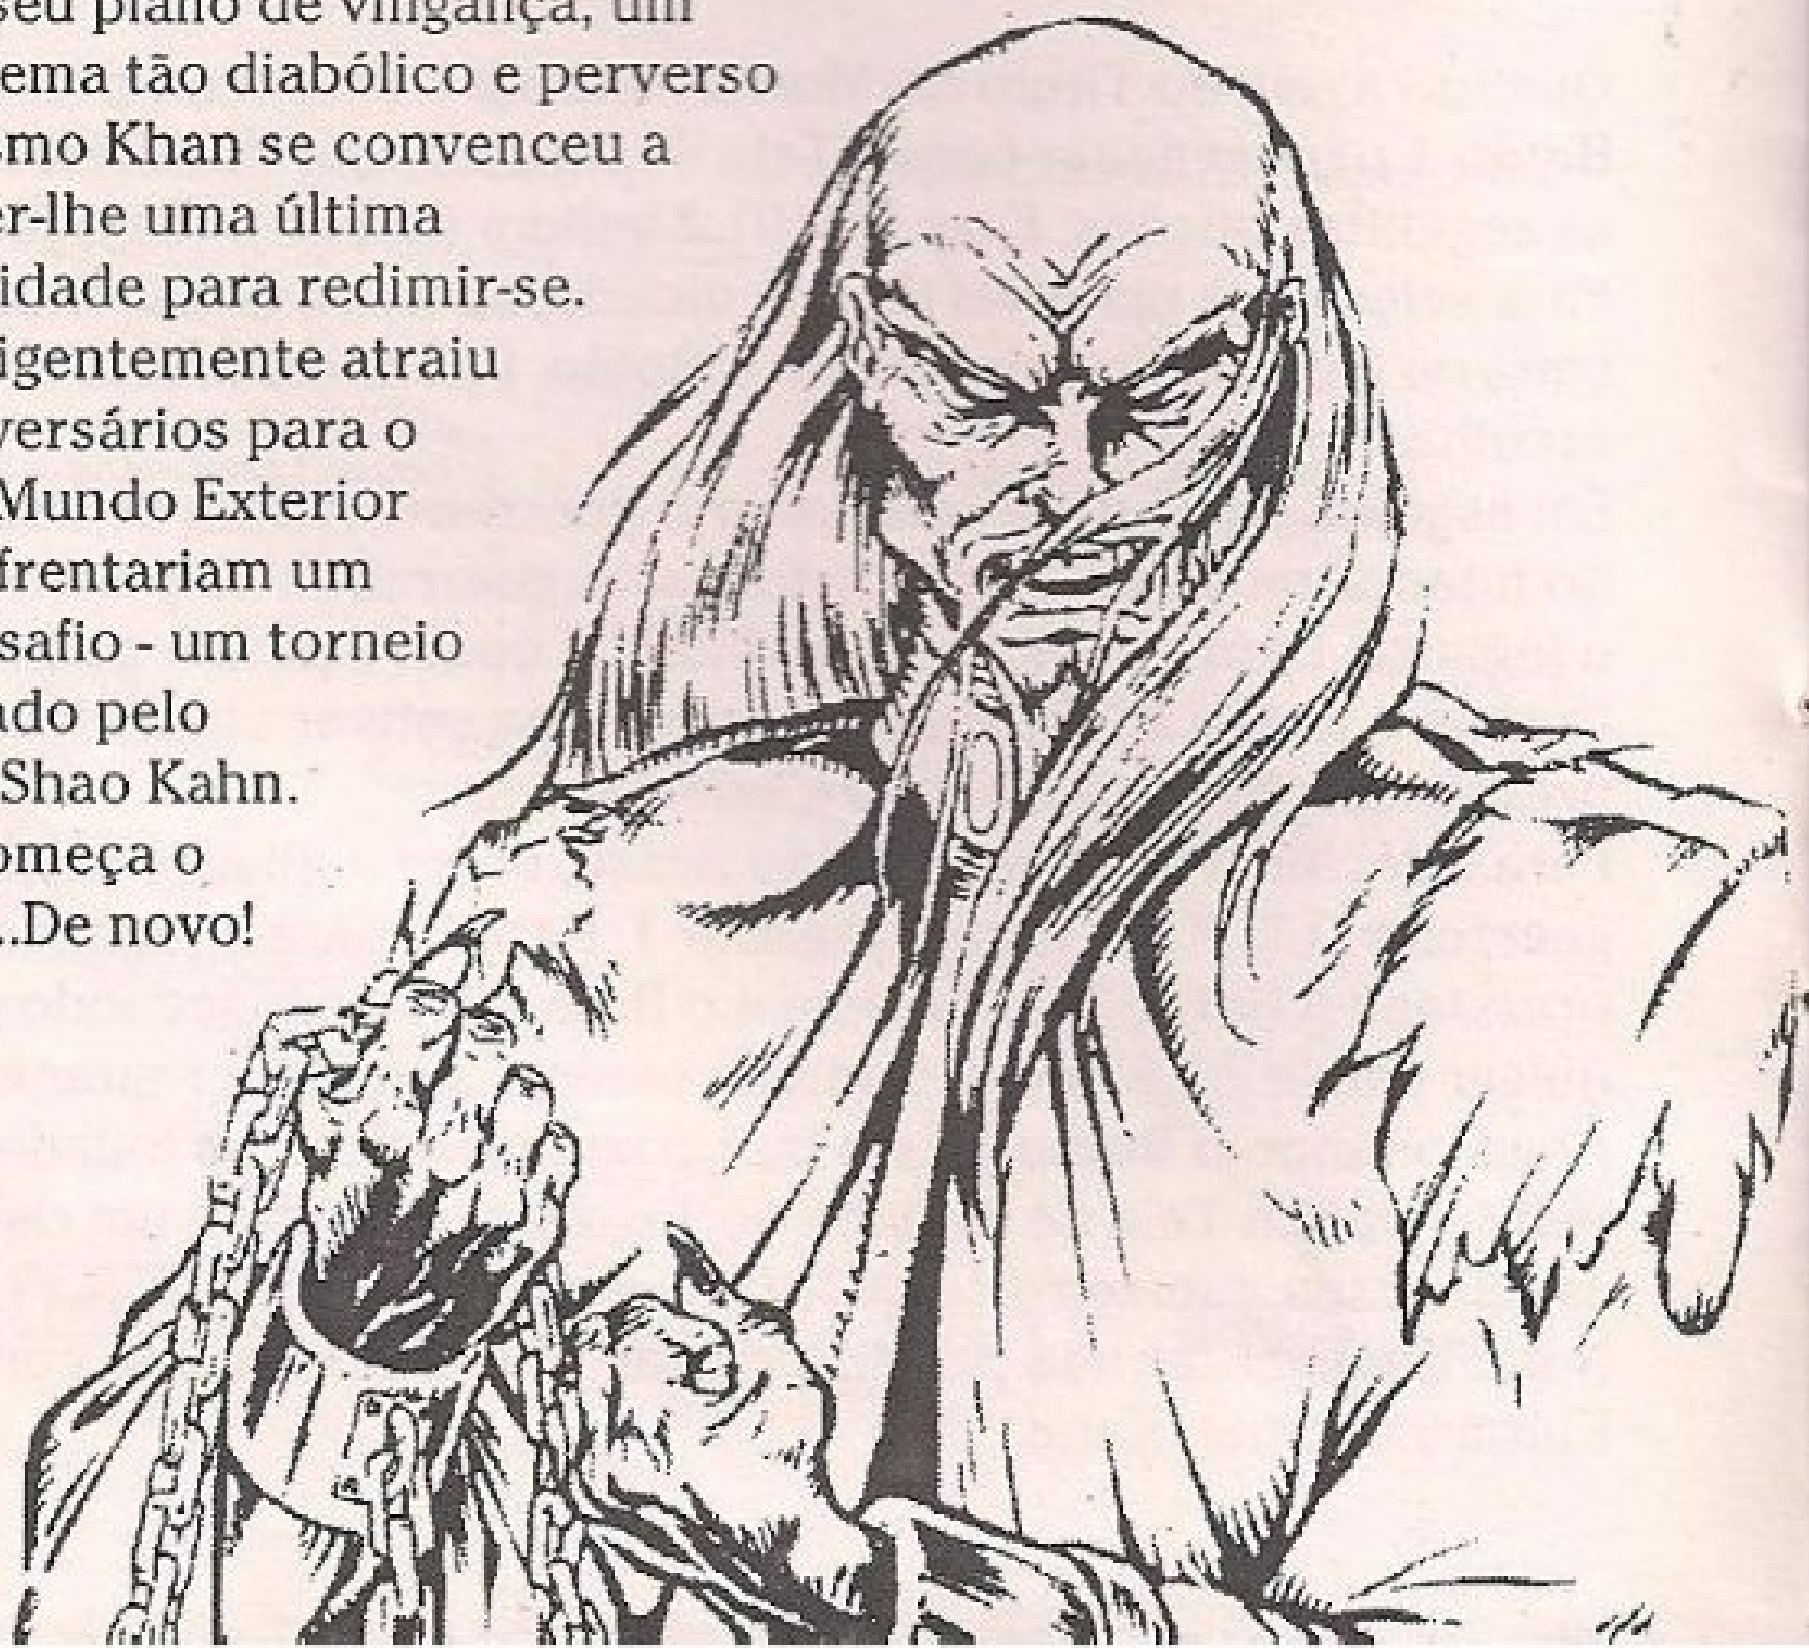 seu plano de vingança, um
ema tão diabólico e perverso
smo Khan se convenceu a
er-lhe uma última
idade para redimir-se.
igentemente atraiu
versários para o
Mundo Exterior
frentariam um
safio - um torneio
ado pelo
Shao Kahn.
omeça o
..De novo!